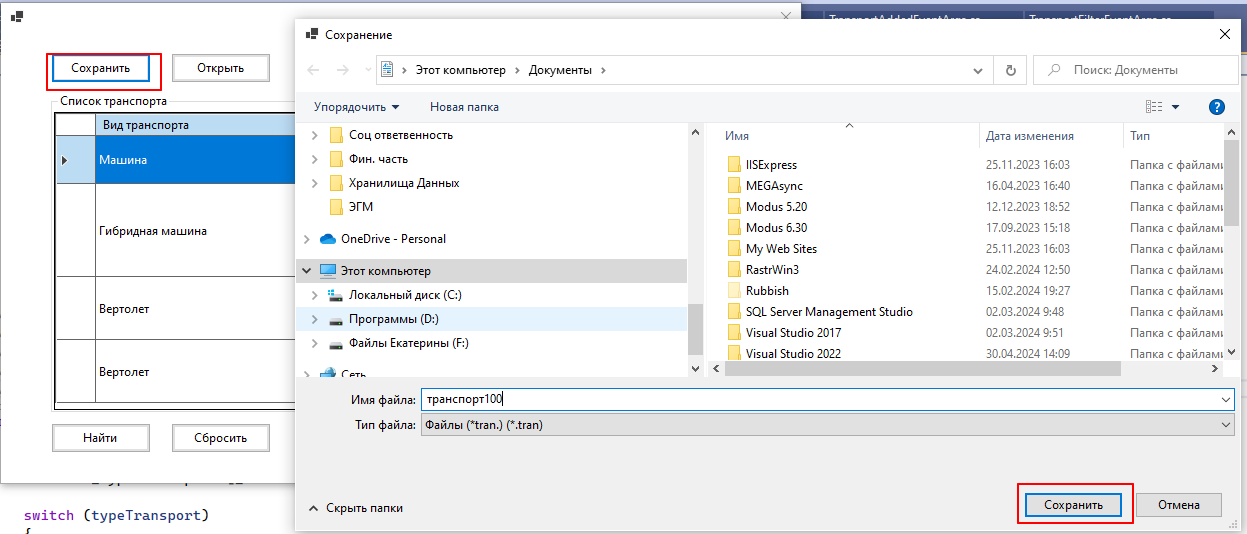 TransportAddedEventArgs.cs TransportFilterEventArgs.cs
Сохранить Открыть
Список транспорта
Вид транспорта
Машина
Гибридная машина
Вертолет
Вертолет
Найти Сбросить
switch (typeTransport)
{
Сохранение
Этот компьютер Документы
Поиск: Документы
Упорядочить Новая папка
Соц ответственность
Фин. часть
Хранилища Данных
ЭГМ
OneDrive - Personal
Этот компьютер
Локальный диск (C:)
Программы (D:)
Файлы Екатерины (F:)
Сеть
Имя Дата изменения Тип
IISExpress 25.11.2023 16:03 Папка с файлами
MEGAsync 16.04.2023 16:40 Папка с файлами
Modus 5.20 12.12.2023 18:52 Папка с файлами
Modus 6.30 17.09.2023 15:18 Папка с файлами
My Web Sites 25.11.2023 16:03 Папка с файлами
RastrWin3 24.02.2024 12:50 Папка с файлами
Rubbish 15.02.2024 19:27 Папка с файлами
SQL Server Management Studio 02.03.2024 9:48 Папка с файлами
Visual Studio 2017 02.03.2024 9:51 Папка с файлами
Visual Studio 2022 30.04.2024 14:09 Папка с файлами
Имя файла: транспорт100
Тип файла: Файлы (*tran.) (*.tran)
Скрыть папки
Сохранить Отмена